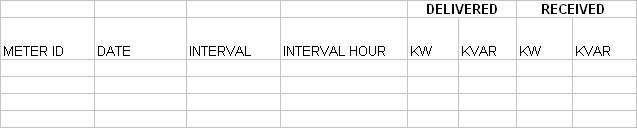 DELIVERED RECEIVED
METER ID DATE INTERVAL INTERVAL HOUR KW KVAR KW KVAR